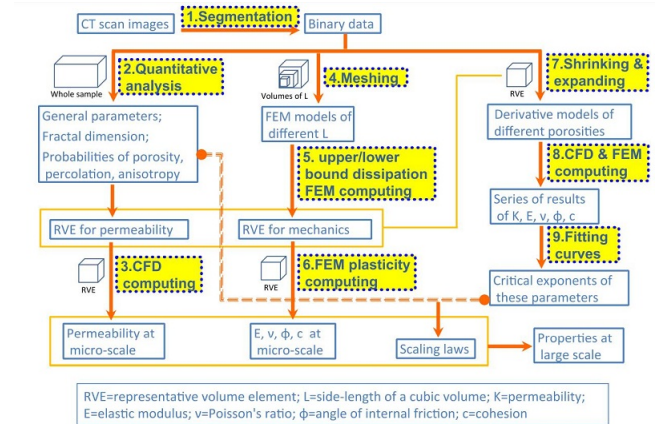 CT scan images
1.Segmentation
Binary data
Whole sample
2.Quantitative
analysis
Volumes of L
4.Meshing
RVE
7.Shrinking &
expanding
General parameters;
Fractal dimension;
Probabilities of porosity,
percolation, anisotropy
FEM models of
different L
Derivative models of
different porosities
5. upper/lower
bound dissipation
FEM computing
8.CFD & FEM
computing
Series of results
of K, E, ν, ϕ, c
RVE for permeability
RVE for mechanics
9.Fitting
curves
RVE
3.CFD
computing
RVE
6.FEM plasticity
computing
Critical exponents of
these parameters
Permeability at
micro-scale
E, ν, ϕ, c at
micro-scale
Scaling laws
Properties at
large scale
RVE=representative volume element; L=side-length of a cubic volume; K=permeability;
E=elastic modulus; ν=Poisson's ratio; ϕ=angle of internal friction; c=cohesion